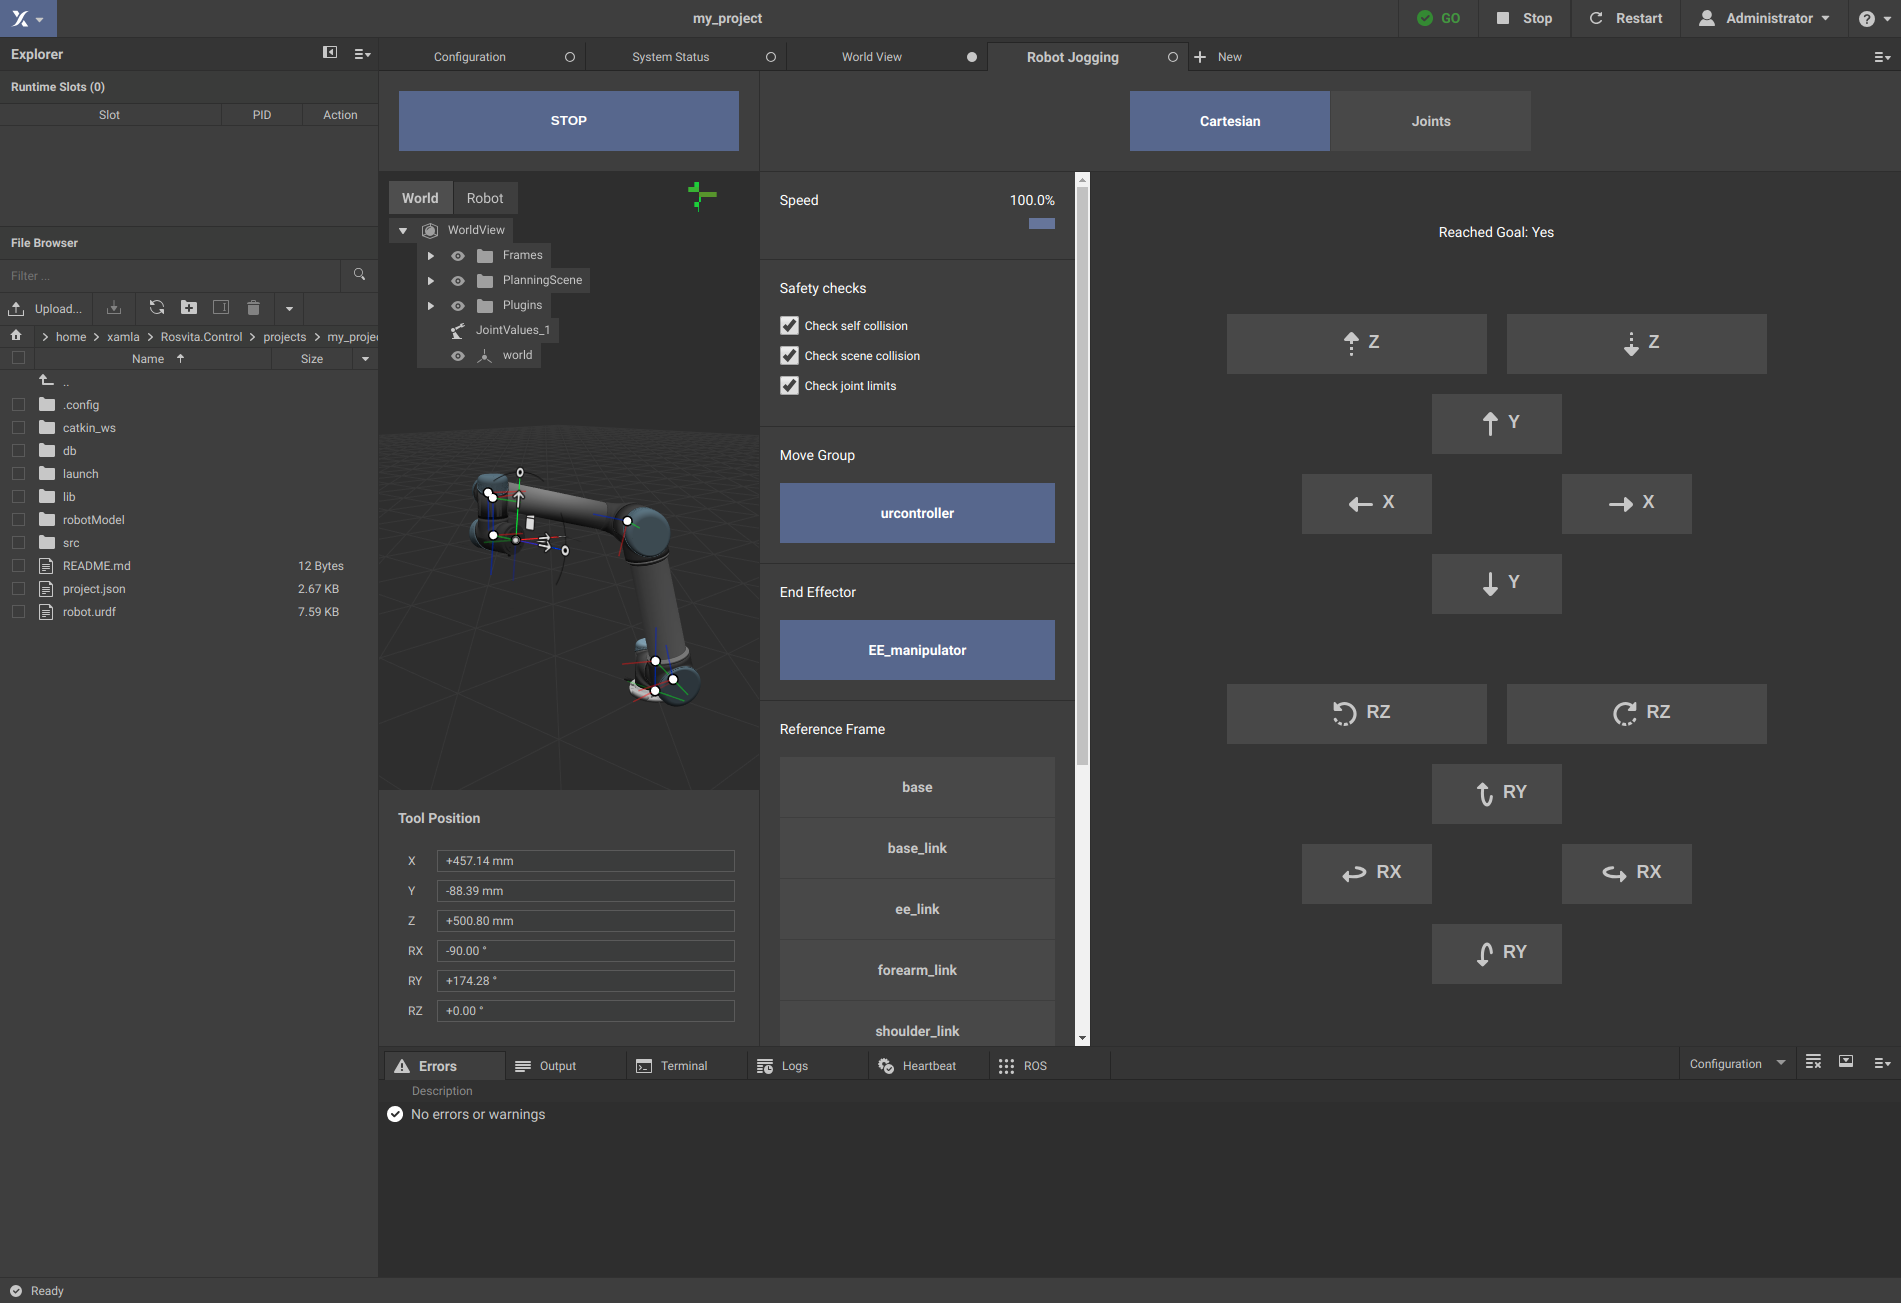 my_project
GO
Stop
Restart
Administrator
Explorer
Configuration
System Status
World View
Robot Jogging
New
Runtime Slots (0)
Slot PID Action
File Browser
Filter ...
Upload...
home xamla Rosvita.Control projects my_proje
Name Size
..
.config
catkin_ws
db
launch
lib
robotModel
src
README.md 12 Bytes
project.json 2.67 KB
robot.urdf 7.59 KB
STOP
Cartesian
Joints
World
Robot
WorldView
Frames
PlanningScene
Plugins
JointValues_1
world
Tool Position
X +457.14 mm
Y -88.39 mm
Z +500.80 mm
RX -90.00 °
RY +174.28 °
RZ +0.00 °
Speed 100.0%
Safety checks
Check self collision
Check scene collision
Check joint limits
Move Group
urcontroller
End Effector
EE_manipulator
Reference Frame
base
base_link
ee_link
forearm_link
shoulder_link
Reached Goal: Yes
Z Z
Y
X X
Y
RZ RZ
RY
RX RX
RY
Errors
Output
Terminal
Logs
Heartbeat
ROS
Configuration
Description
No errors or warnings
Ready